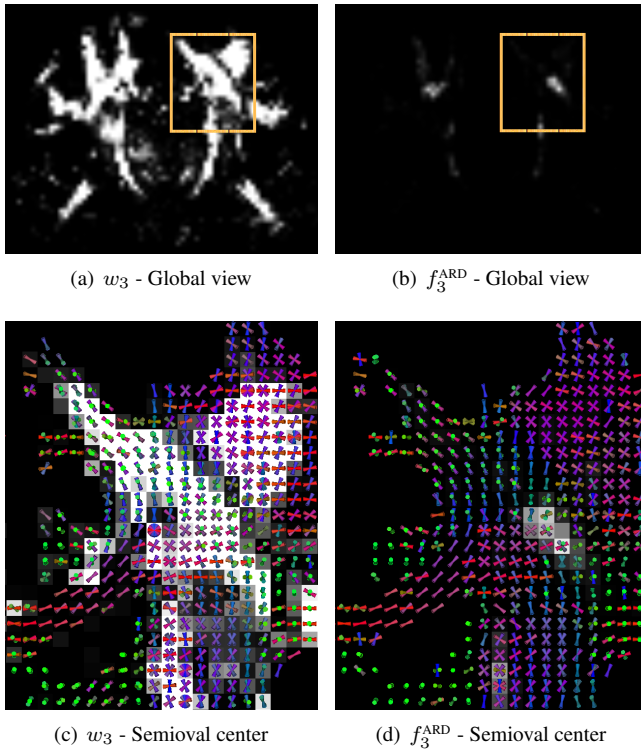 (a) w₃ - Global view
(b) f₃ᴬᴿᴰ - Global view
(c) w₃ - Semioval center
(d) f₃ᴬᴿᴰ - Semioval center